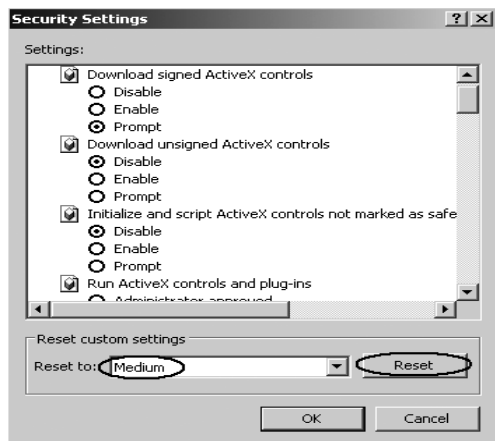 Security Settings
Settings:
Download signed ActiveX controls
Disable
Enable
Prompt
Download unsigned ActiveX controls
Disable
Enable
Prompt
Initialize and script ActiveX controls not marked as safe
Disable
Enable
Prompt
Run ActiveX controls and plug-ins
Administrator approved
Reset custom settings
Reset to: Medium Reset
OK Cancel